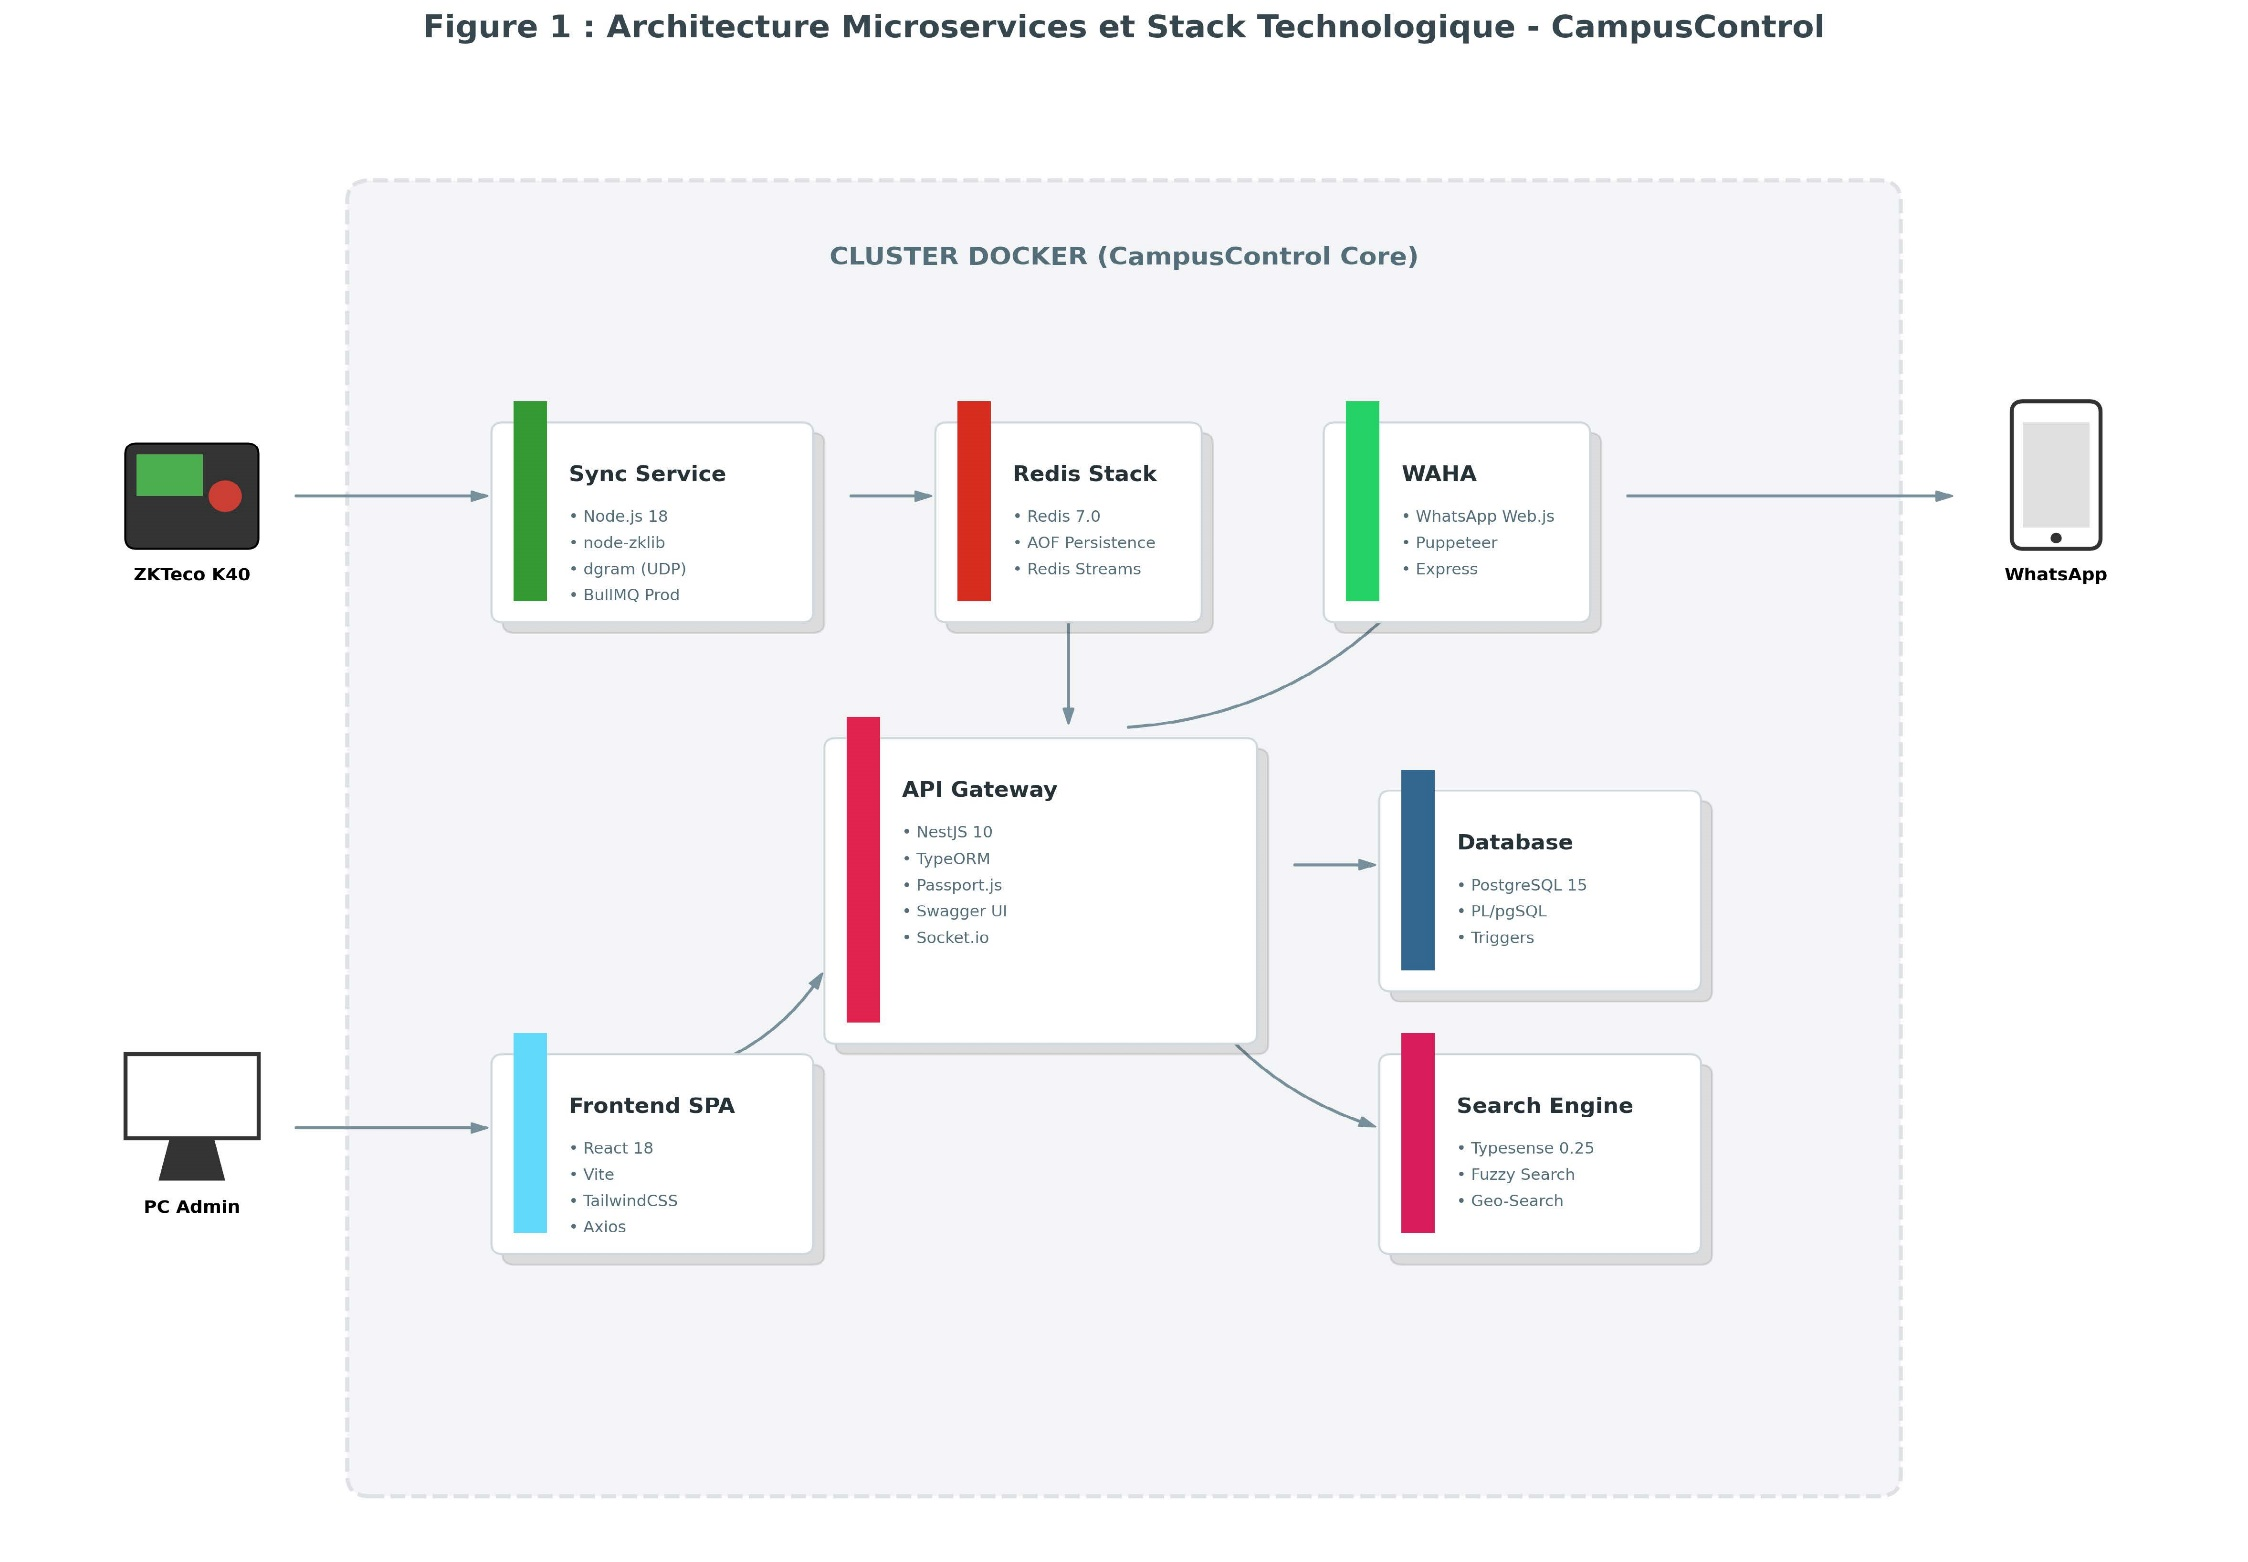 Figure 1 : Architecture Microservices et Stack Technologique - CampusControl
CLUSTER DOCKER (CampusControl Core)
ZKTeco K40
Sync Service
• Node.js 18
• node-zklib
• dgram (UDP)
• BullMQ Prod
Redis Stack
• Redis 7.0
• AOF Persistence
• Redis Streams
WAHA
• WhatsApp Web.js
• Puppeteer
• Express
WhatsApp
API Gateway
• NestJS 10
• TypeORM
• Passport.js
• Swagger UI
• Socket.io
Database
• PostgreSQL 15
• PL/pgSQL
• Triggers
PC Admin
Frontend SPA
• React 18
• Vite
• TailwindCSS
• Axios
Search Engine
• Typesense 0.25
• Fuzzy Search
• Geo-Search